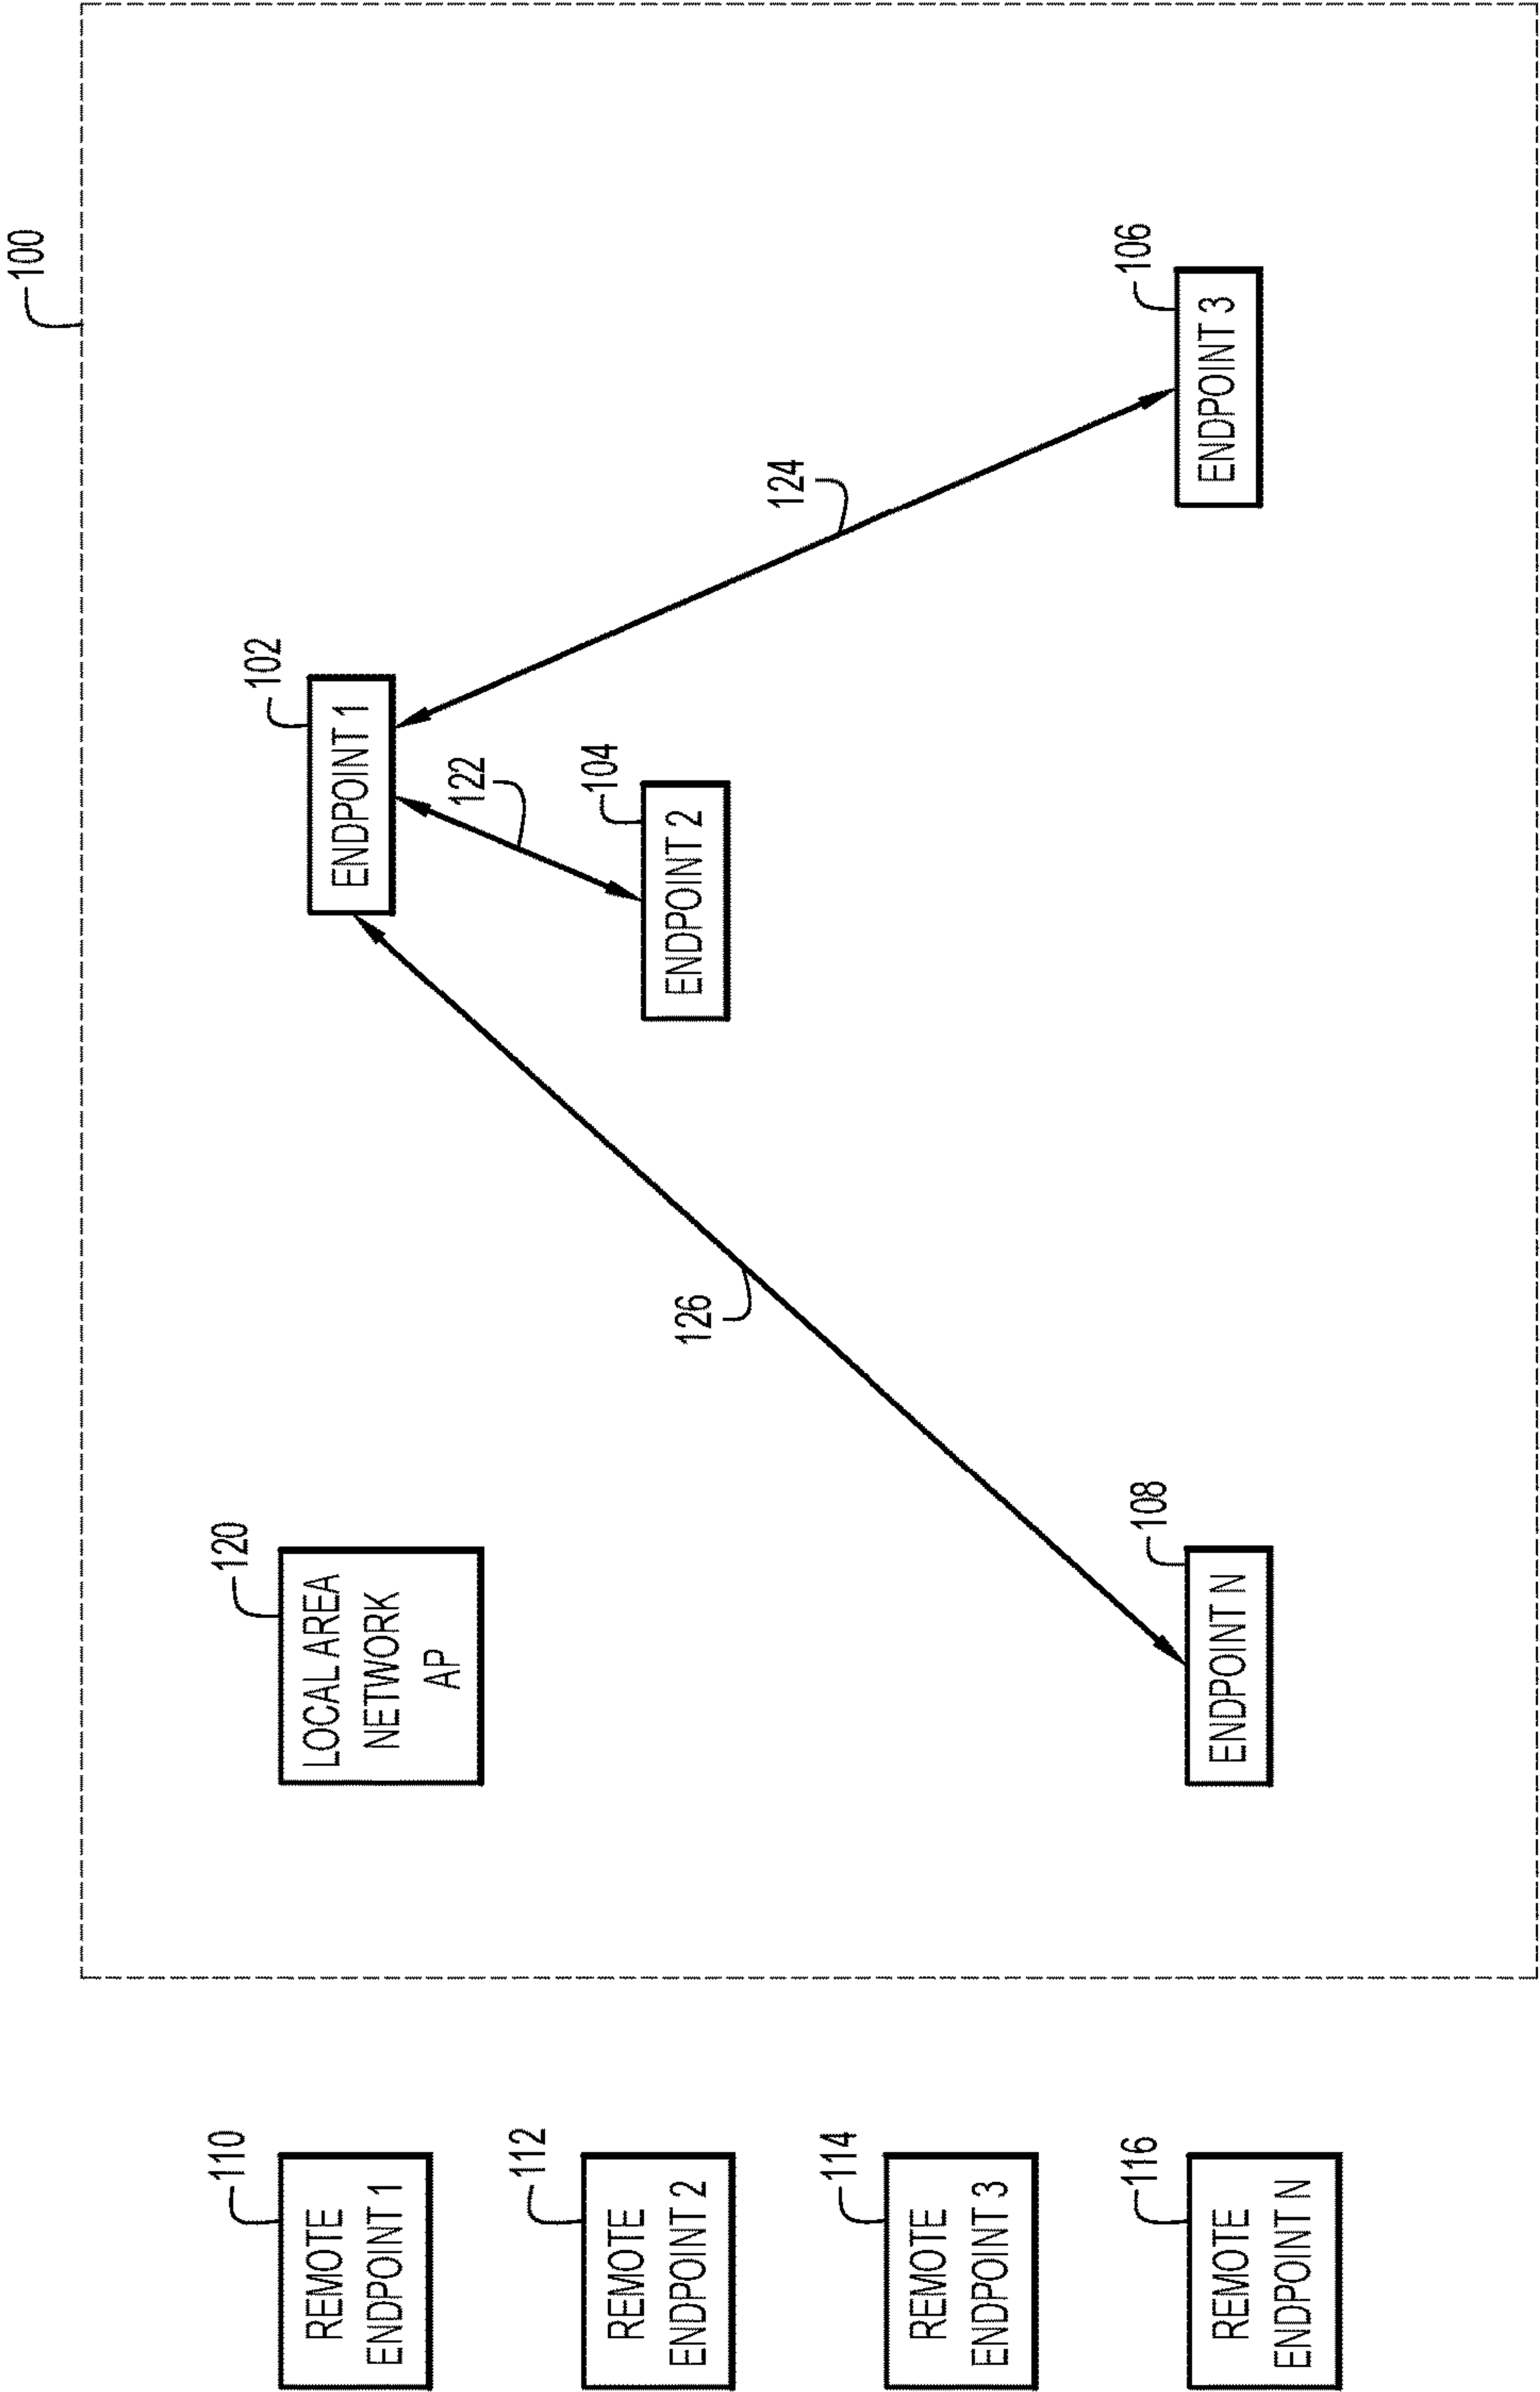 100
110
REMOTE
ENDPOINT 1
112
REMOTE
ENDPOINT 2
114
REMOTE
ENDPOINT 3
116
REMOTE
ENDPOINT N
120
LOCAL AREA
NETWORK
AP
102
ENDPOINT 1
122
104
ENDPOINT 2
124
126
106
ENDPOINT 3
108
ENDPOINT N